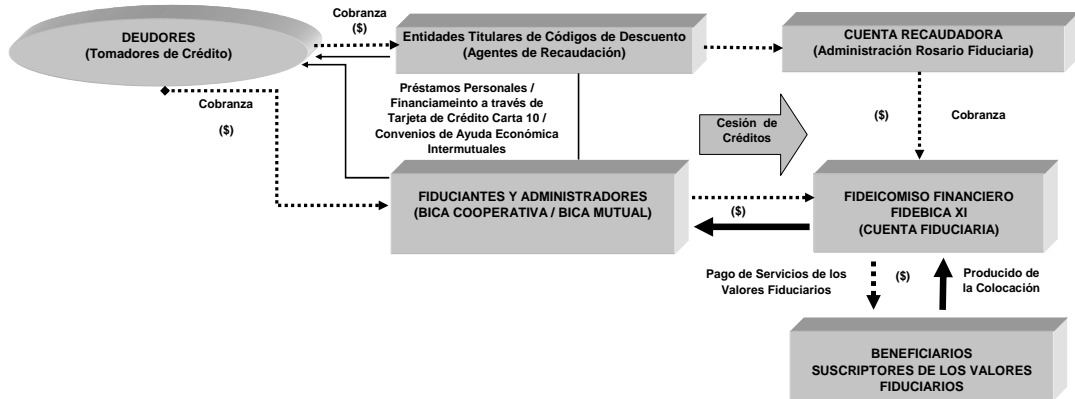 DEUDORES
(Tomadores de Crédito)
Cobranza
($)
Entidades Titulares de Códigos de Descuento
(Agentes de Recaudación)
CUENTA RECAUDADORA
(Administración Rosario Fiduciaria)
Cobranza
($)
Préstamos Personales /
Financiameinto a través de
Tarjeta de Crédito Carta 10 /
Convenios de Ayuda Económica
Intermutuales
Cesión de
Créditos
($)
Cobranza
FIDUCIANTES Y ADMINISTRADORES
(BICA COOPERATIVA / BICA MUTUAL)
($)
FIDEICOMISO FINANCIERO
FIDEBICA XI
(CUENTA FIDUCIARIA)
Pago de Servicios de los
Valores Fiduciarios
($)
Producido de
la Colocación
BENEFICIARIOS
SUSCRIPTORES DE LOS VALORES
FIDUCIARIOS